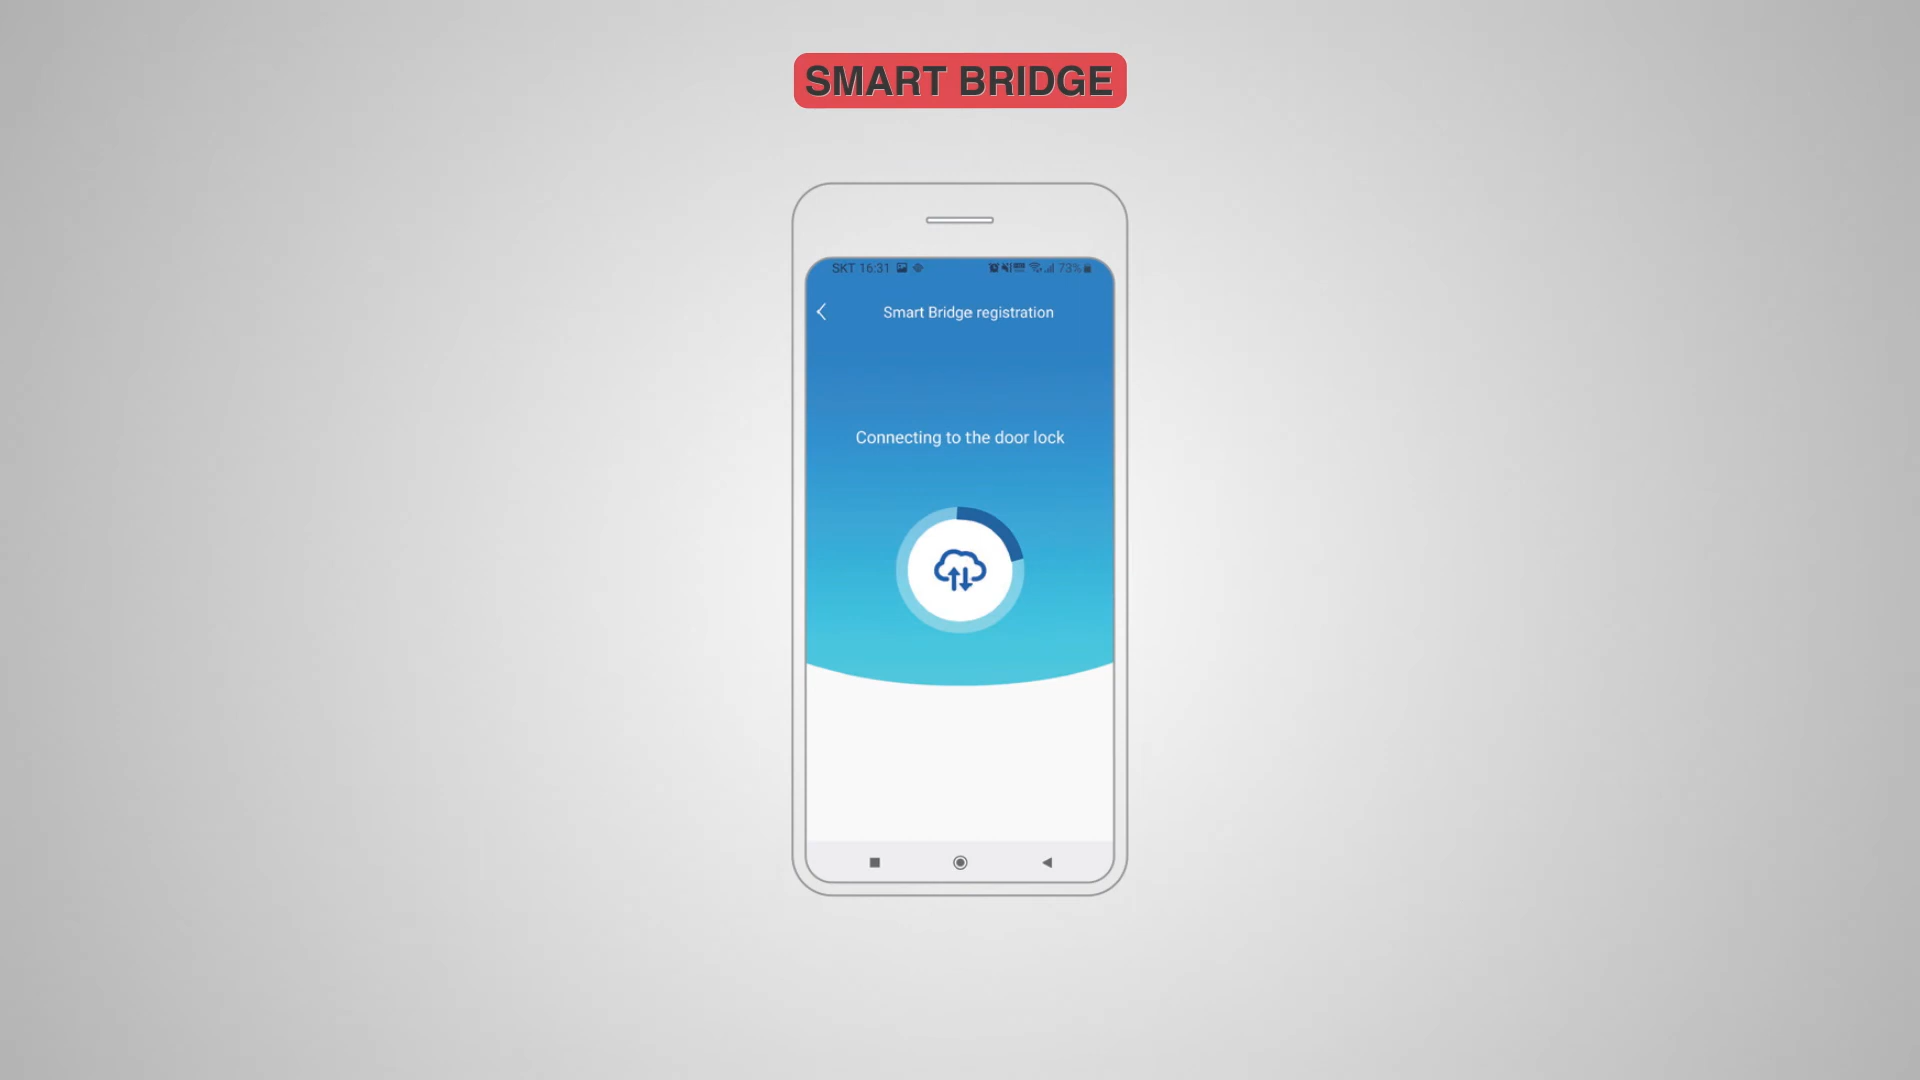 SMART BRIDGE
SKT 16:31 73%
Smart Bridge registration
Connecting to the door lock